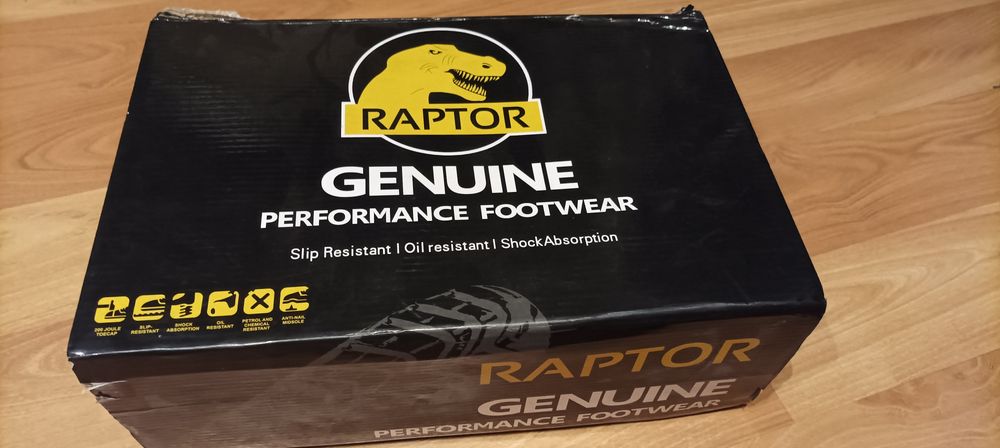 RAPTOR
GENUINE
PERFORMANCE FOOTWEAR
Slip Resistant | Oil resistant | ShockAbsorption
200 JOULE
TOECAP
SLIP-
RESISTANT
SHOCK
ABSORPTION
OIL
RESISTANT
PETROL AND
CHEMICAL
RESISTANT
ANTI-NAIL
MIDSOLE
RAPTOR
GENUINE
PERFORMANCE FOOTWEAR